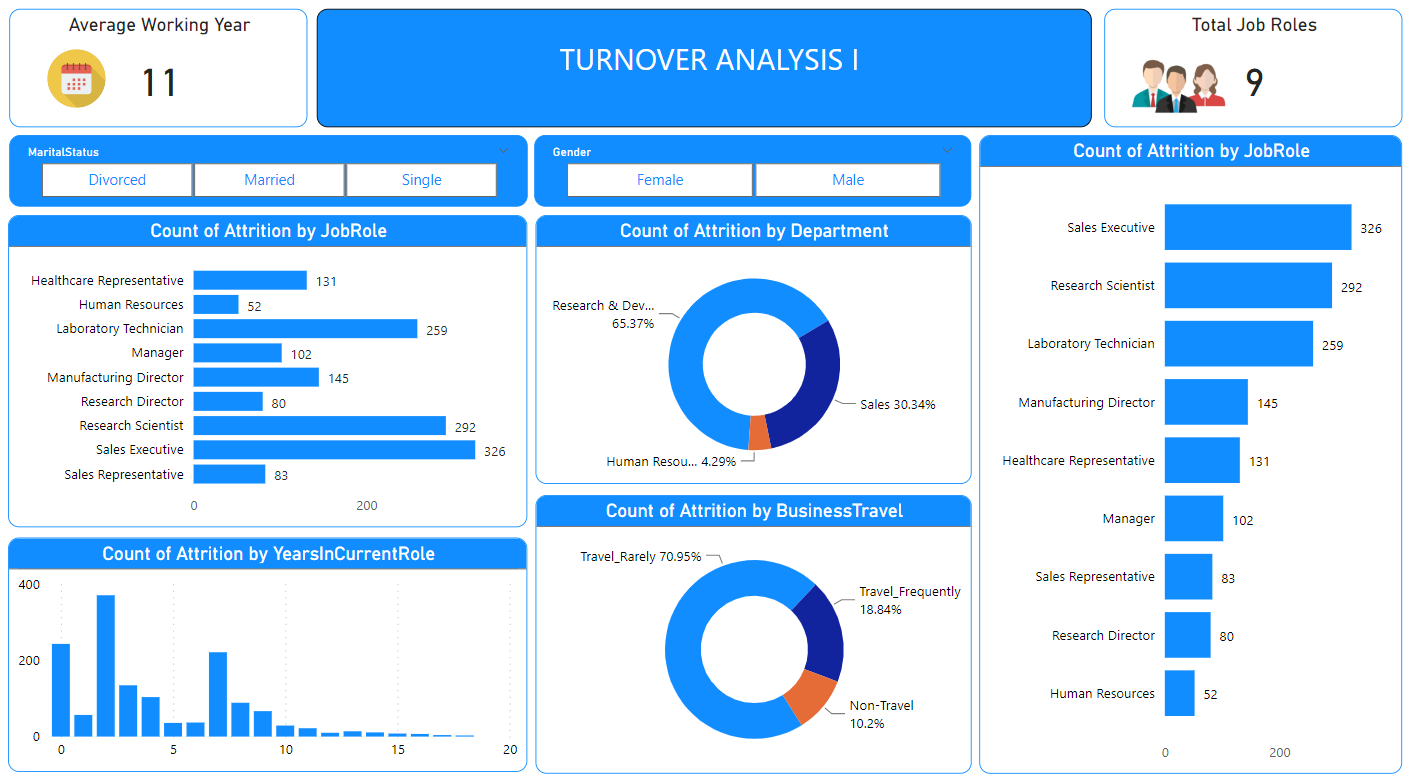 Average Working Year
11
TURNOVER ANALYSIS I
Total Job Roles
9
MaritalStatus
Divorced
Married
Single
Gender
Female
Male
Count of Attrition by JobRole
Healthcare Representative 131
Human Resources 52
Laboratory Technician 259
Manager 102
Manufacturing Director 145
Research Director 80
Research Scientist 292
Sales Executive 326
Sales Representative 83
0 200
Count of Attrition by Department
Research & Dev...
65.37%
Sales 30.34%
Human Resou... 4.29%
Count of Attrition by JobRole
Sales Executive 326
Research Scientist 292
Laboratory Technician 259
Manufacturing Director 145
Healthcare Representative 131
Manager 102
Sales Representative 83
Research Director 80
Human Resources 52
0 200
Count of Attrition by YearsInCurrentRole
400
200
0
0 5 10 15 20
Count of Attrition by BusinessTravel
Travel_Rarely 70.95%
Travel_Frequently
18.84%
Non-Travel
10.2%